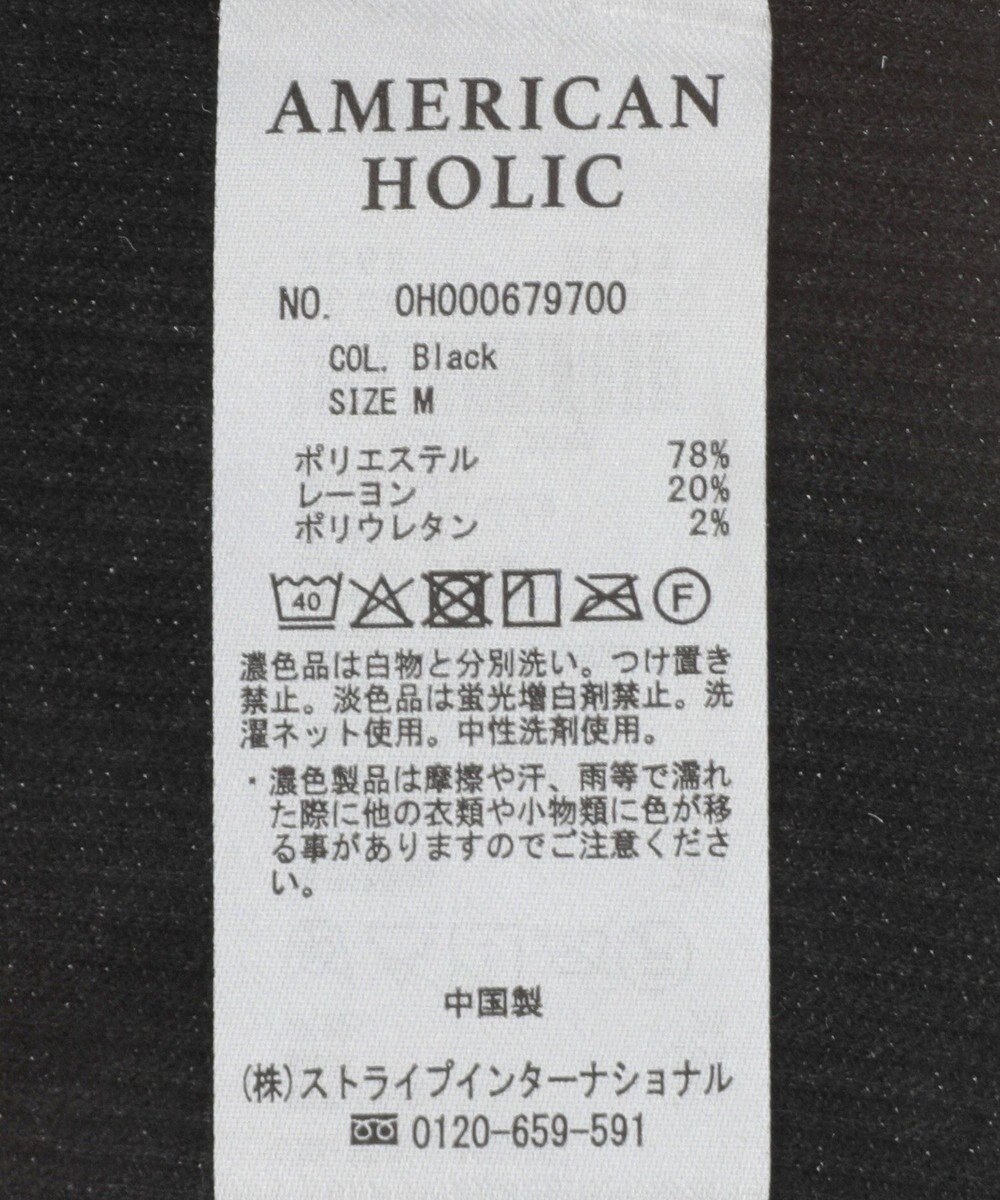 AMERICAN
HOLIC
NO. OH000679700
COL. Black
SIZE M
ポリエステル 78%
レーヨン 20%
ポリウレタン 2%
40 F
濃色品は白物と分別洗い。つけ置き
禁止。淡色品は蛍光増白剤禁止。洗
濯ネット使用。中性洗剤使用。
・濃色製品は摩擦や汗、雨等で濡れ
た際に他の衣類や小物類に色が移
る事がありますのでご注意くださ
い。
中国製
(株)ストライプインターナショナル
0120-659-591